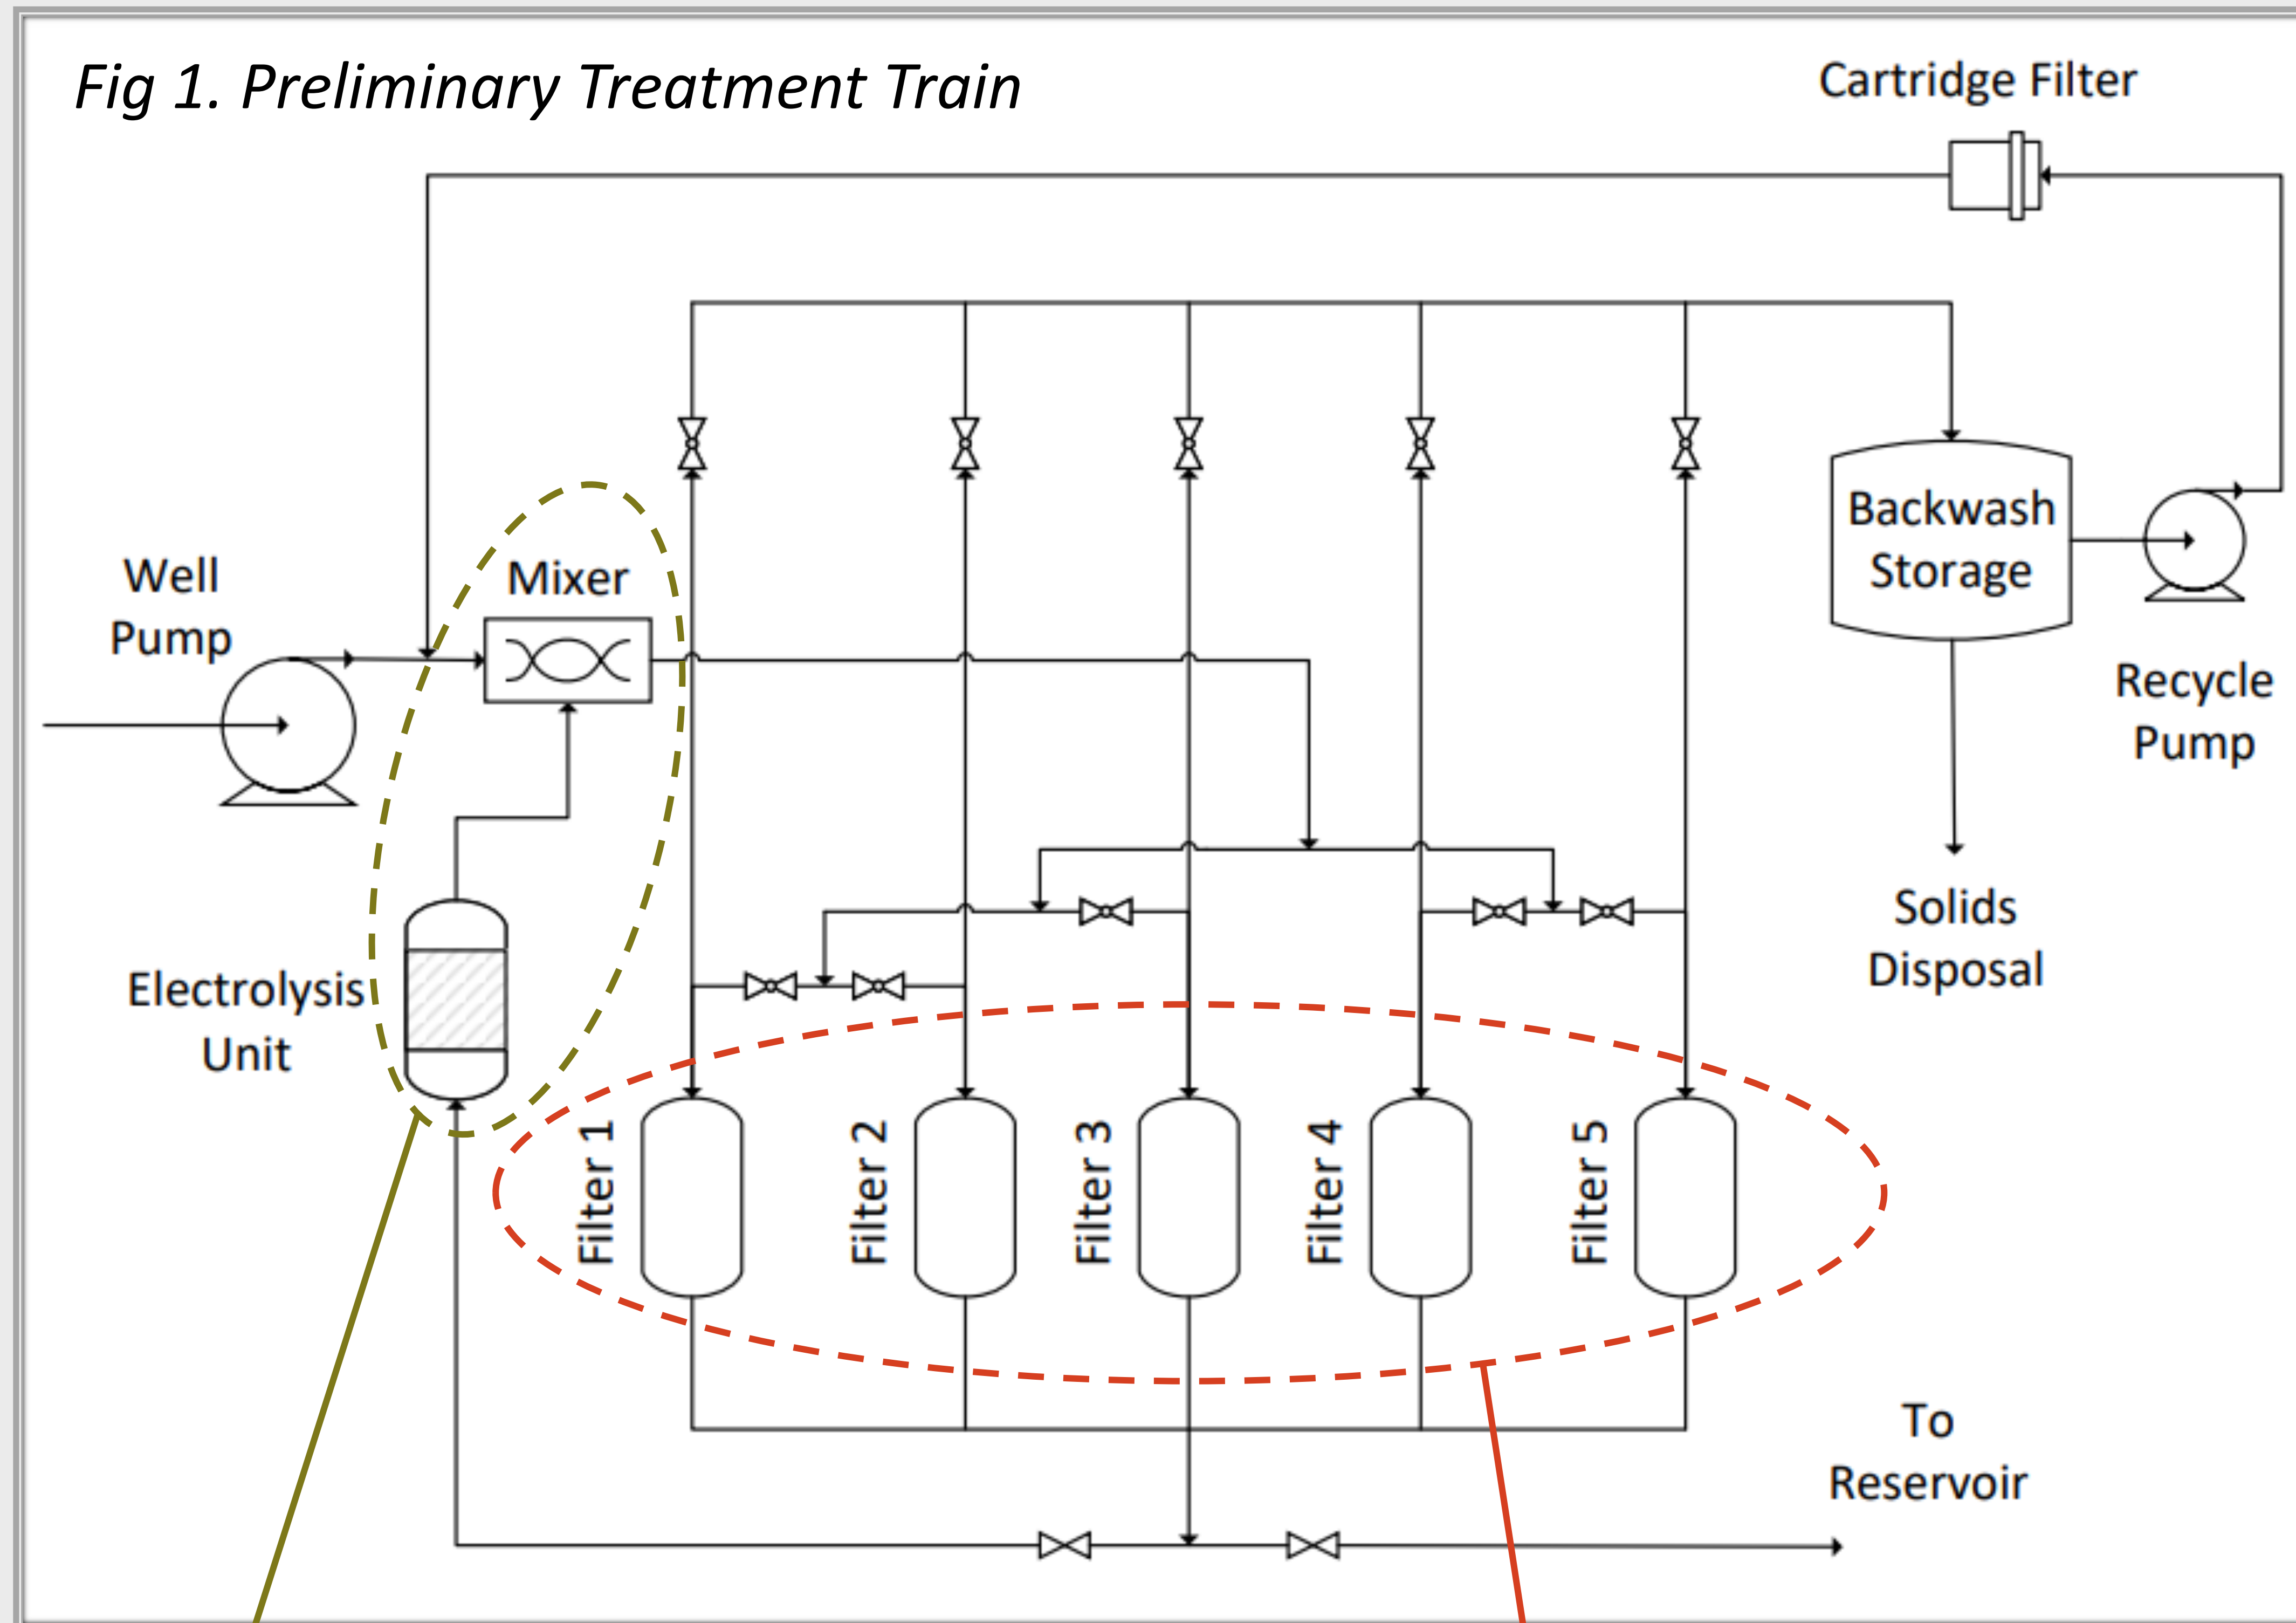 Fig 1. Preliminary Treatment Train
Cartridge Filter
Well
Pump
Mixer
Backwash
Storage
Recycle
Pump
Electrolysis
Unit
Solids
Disposal
Filter 1
Filter 2
Filter 3
Filter 4
Filter 5
To
Reservoir